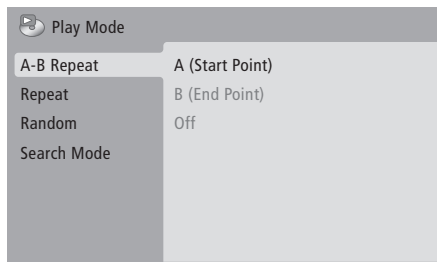 Play Mode
A-B Repeat
Repeat
Random
Search Mode
A (Start Point)
B (End Point)
Off